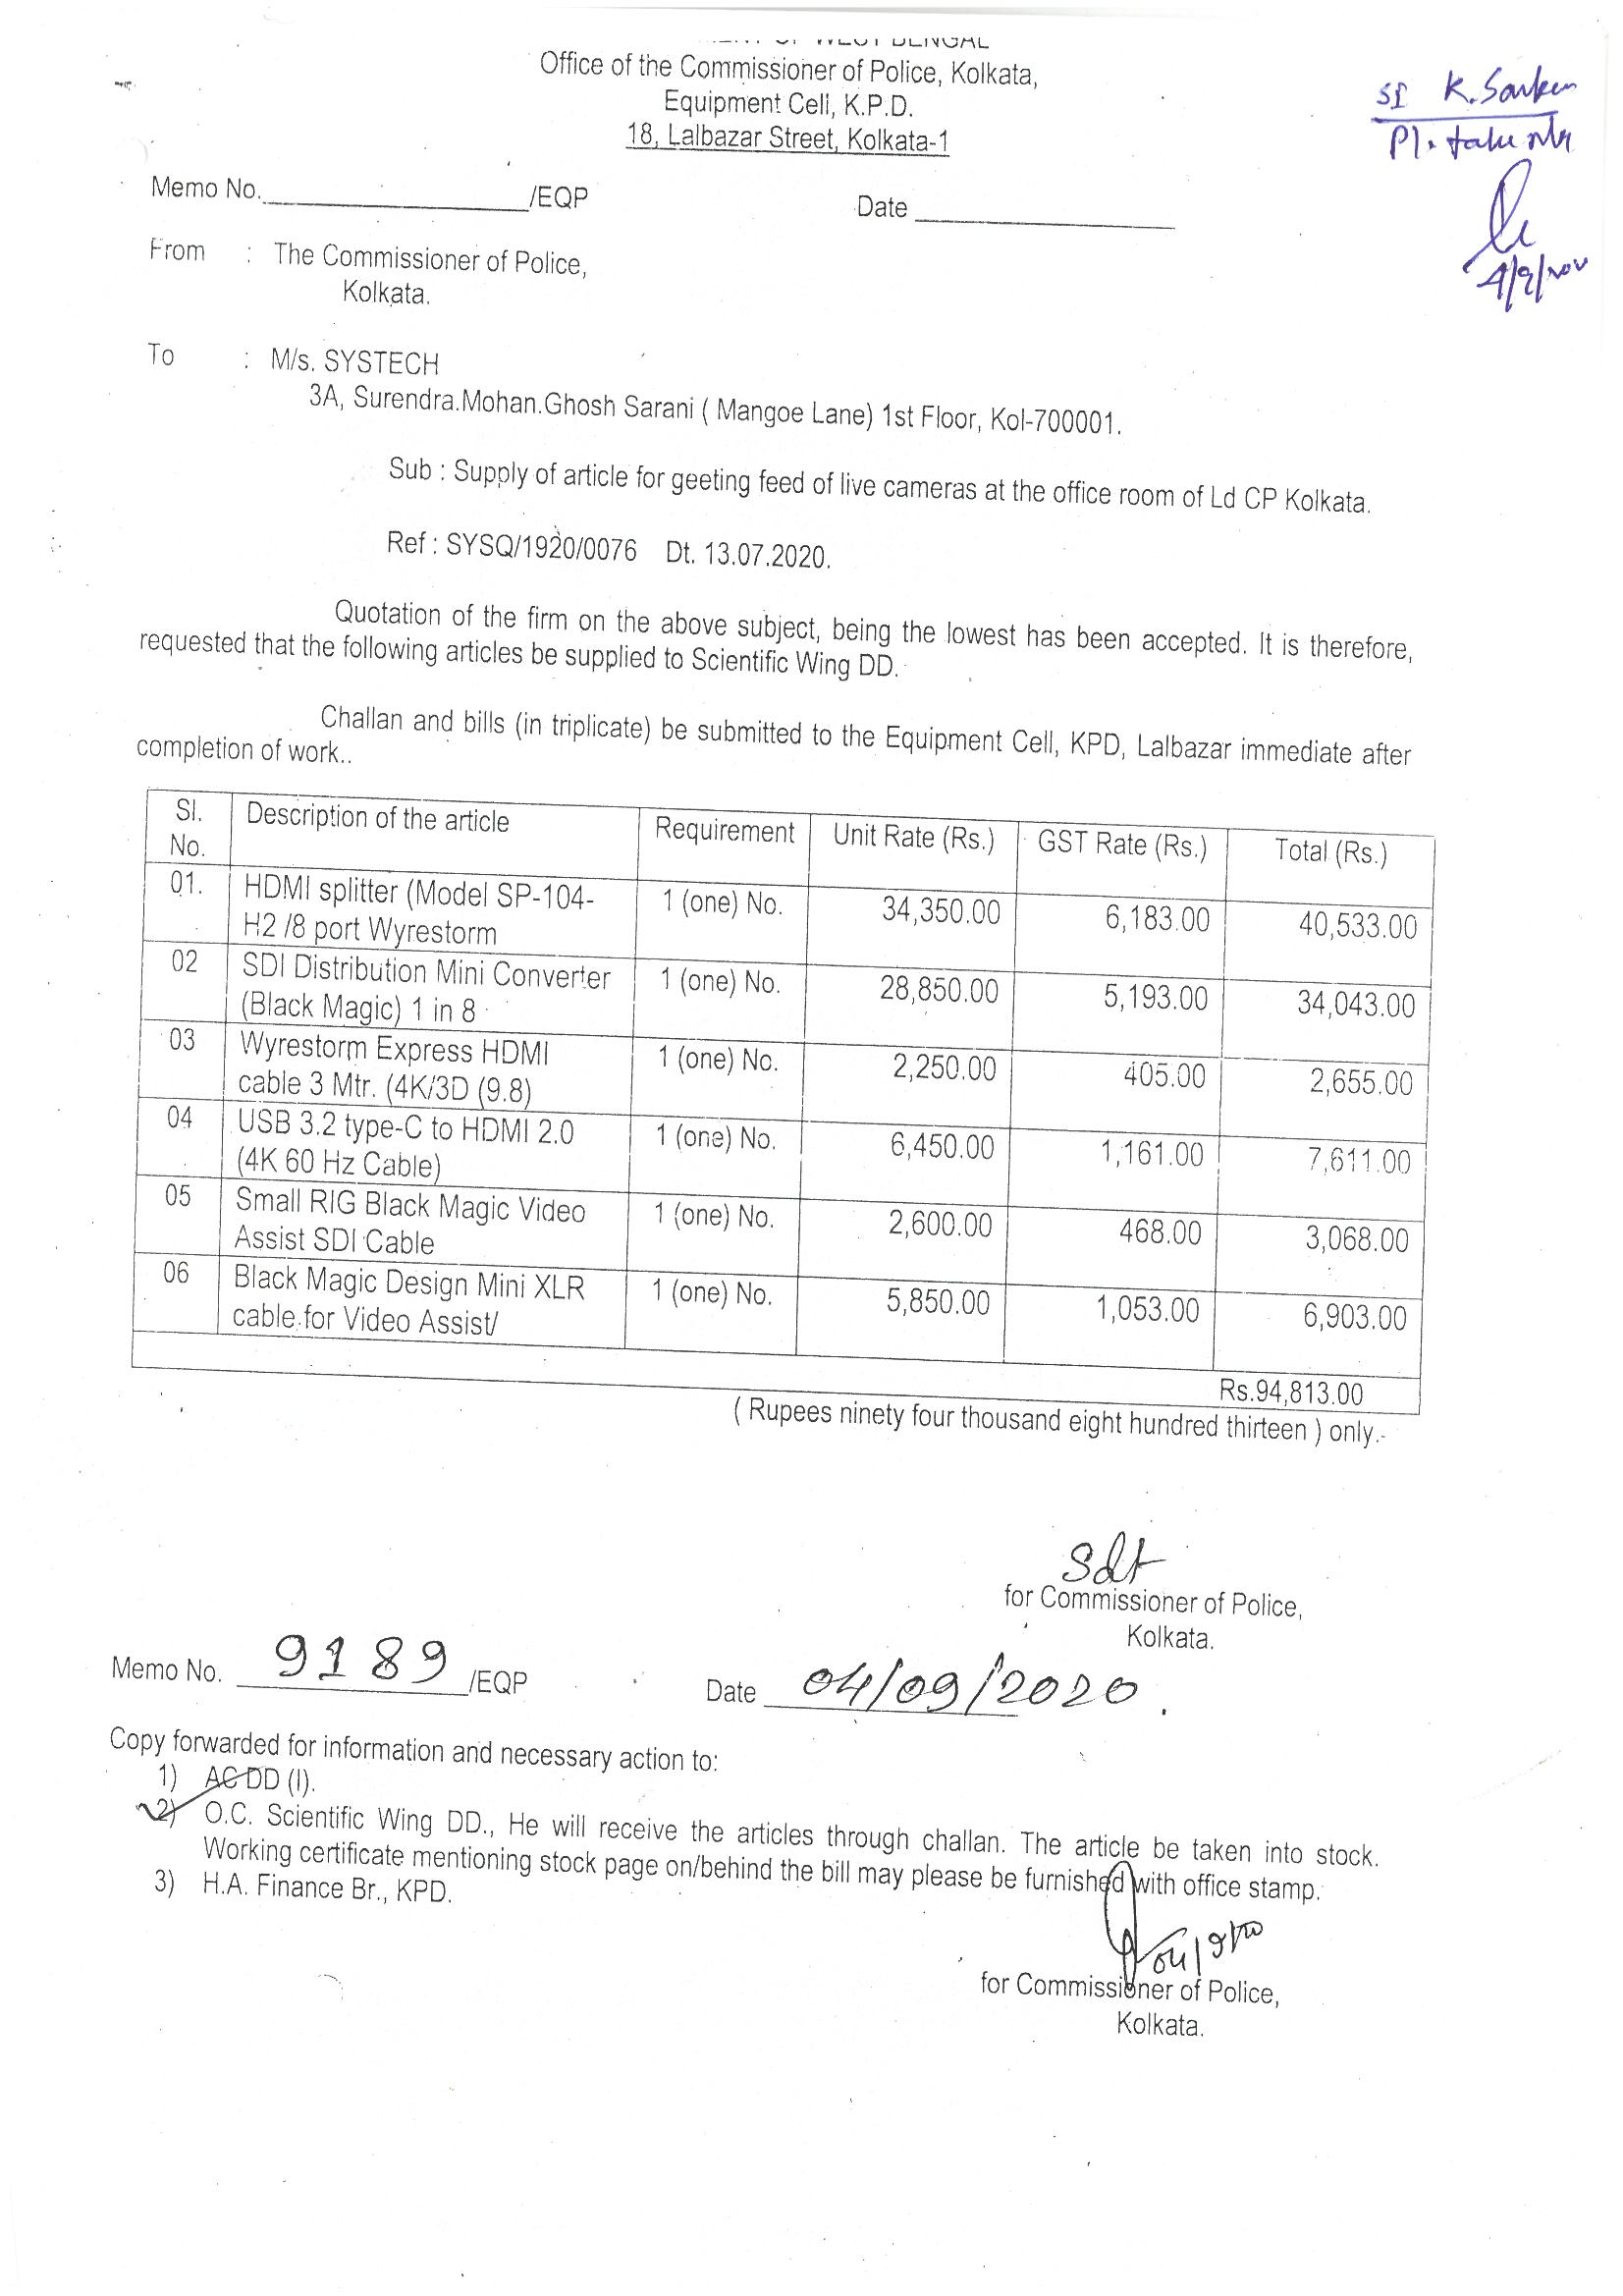 WEST BENGAL
Office of the Commissioner of Police, Kolkata,
Equipment Cell, K.P.D.
18, Lalbazar Street, Kolkata-1
SI K. Sarkar
Pl. take
Memo No. /EQP Date
4/9/
From : The Commissioner of Police,
Kolkata.
To : M/s. SYSTECH
3A, Surendra.Mohan.Ghosh Sarani ( Mangoe Lane) 1st Floor, Kol-700001.
Sub : Supply of article for geeting feed of live cameras at the office room of Ld CP Kolkata.
Ref : SYSQ/1920/0076 Dt. 13.07.2020.
Quotation of the firm on the above subject, being the lowest has been accepted. It is therefore,
requested that the following articles be supplied to Scientific Wing DD.
Challan and bills (in triplicate) be submitted to the Equipment Cell, KPD, Lalbazar immediate after
completion of work..
Sl. Description of the article Requirement Unit Rate (Rs.) GST Rate (Rs.) Total (Rs.)
No.
01. HDMI splitter (Model SP-104- 1 (one) No. 34,350.00 6,183.00 40,533.00
H2 /8 port Wyrestorm
02 SDI Distribution Mini Converter 1 (one) No. 28,850.00 5,193.00 34,043.00
(Black Magic) 1 in 8
03 Wyrestorm Express HDMI 1 (one) No. 2,250.00 405.00 2,655.00
cable 3 Mtr. (4K/3D (9.8)
04 USB 3.2 type-C to HDMI 2.0 1 (one) No. 6,450.00 1,161.00 7,611.00
(4K 60 Hz Cable)
05 Small RIG Black Magic Video 1 (one) No. 2,600.00 468.00 3,068.00
Assist SDI Cable
06 Black Magic Design Mini XLR 1 (one) No. 5,850.00 1,053.00 6,903.00
cable for Video Assist/
Rs.94,813.00
( Rupees ninety four thousand eight hundred thirteen ) only.-
Sd/-
for Commissioner of Police,
Kolkata.
Memo No. 9189 /EQP Date 04/09/2020.
Copy forwarded for information and necessary action to:
1) AC DD (I).
2) O.C. Scientific Wing DD., He will receive the articles through challan. The article be taken into stock.
Working certificate mentioning stock page on/behind the bill may please be furnished with office stamp.
3) H.A. Finance Br., KPD.
04/9/20
for Commissioner of Police,
Kolkata.